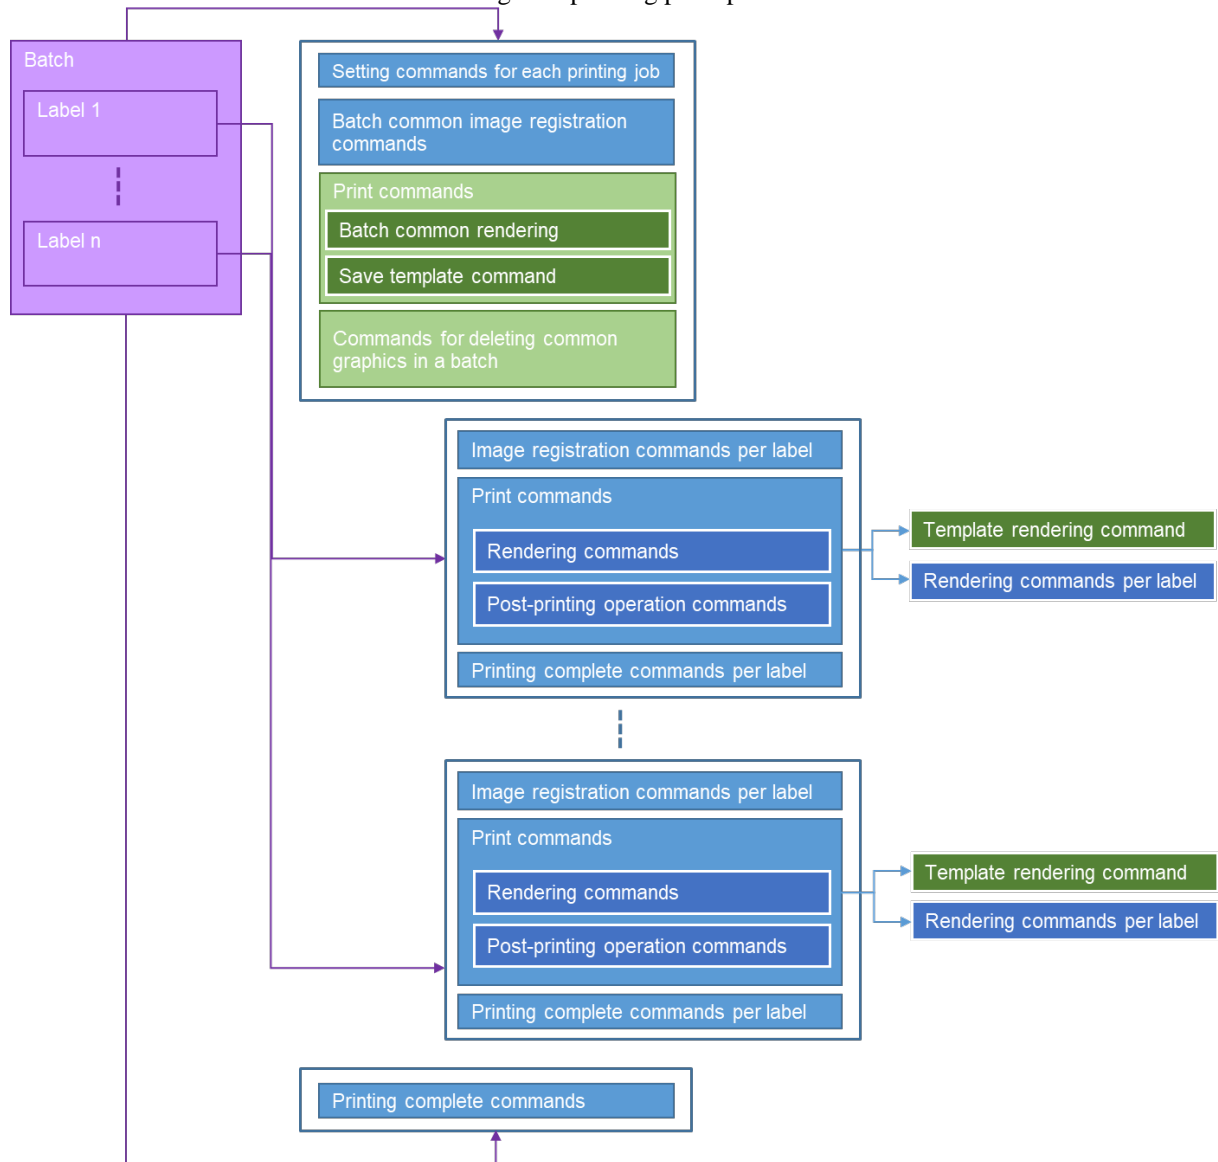 Batch
Label 1
Label n
Setting commands for each printing job
Batch common image registration
commands
Print commands
Batch common rendering
Save template command
Commands for deleting common
graphics in a batch
Image registration commands per label
Print commands
Rendering commands
Post-printing operation commands
Printing complete commands per label
Template rendering command
Rendering commands per label
Image registration commands per label
Print commands
Rendering commands
Post-printing operation commands
Printing complete commands per label
Template rendering command
Rendering commands per label
Printing complete commands